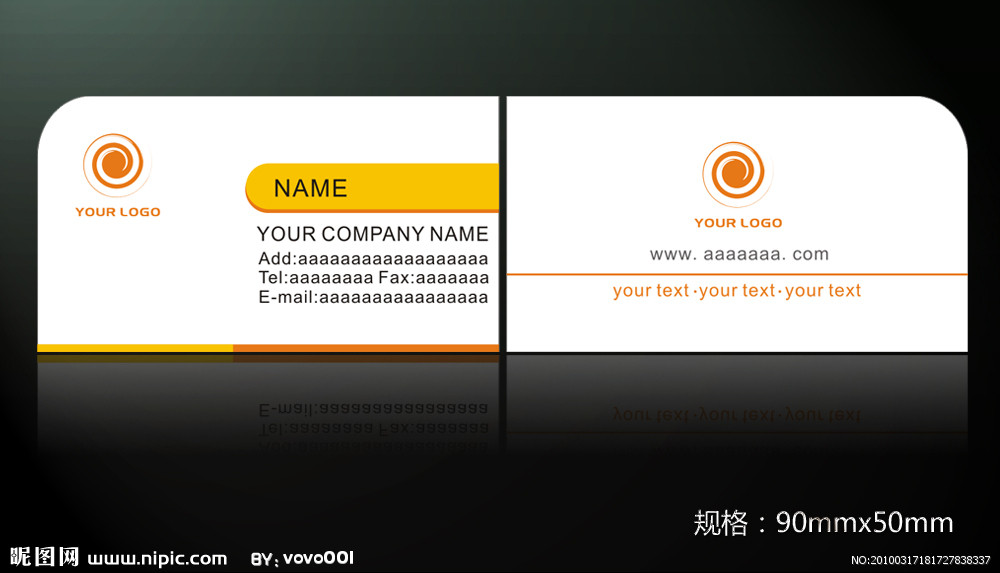 YOUR LOGO
NAME
YOUR COMPANY NAME
Add:aaaaaaaaaaaaaaaaaa
Tel:aaaaaaaa Fax:aaaaaaa
E-mail:aaaaaaaaaaaaaaaa
YOUR LOGO
www. aaaaaaa. com
your text·your text·your text
规格：90mmx50mm
昵图网 www.nipic.com BY：vovo001
NO:20100317181727838337